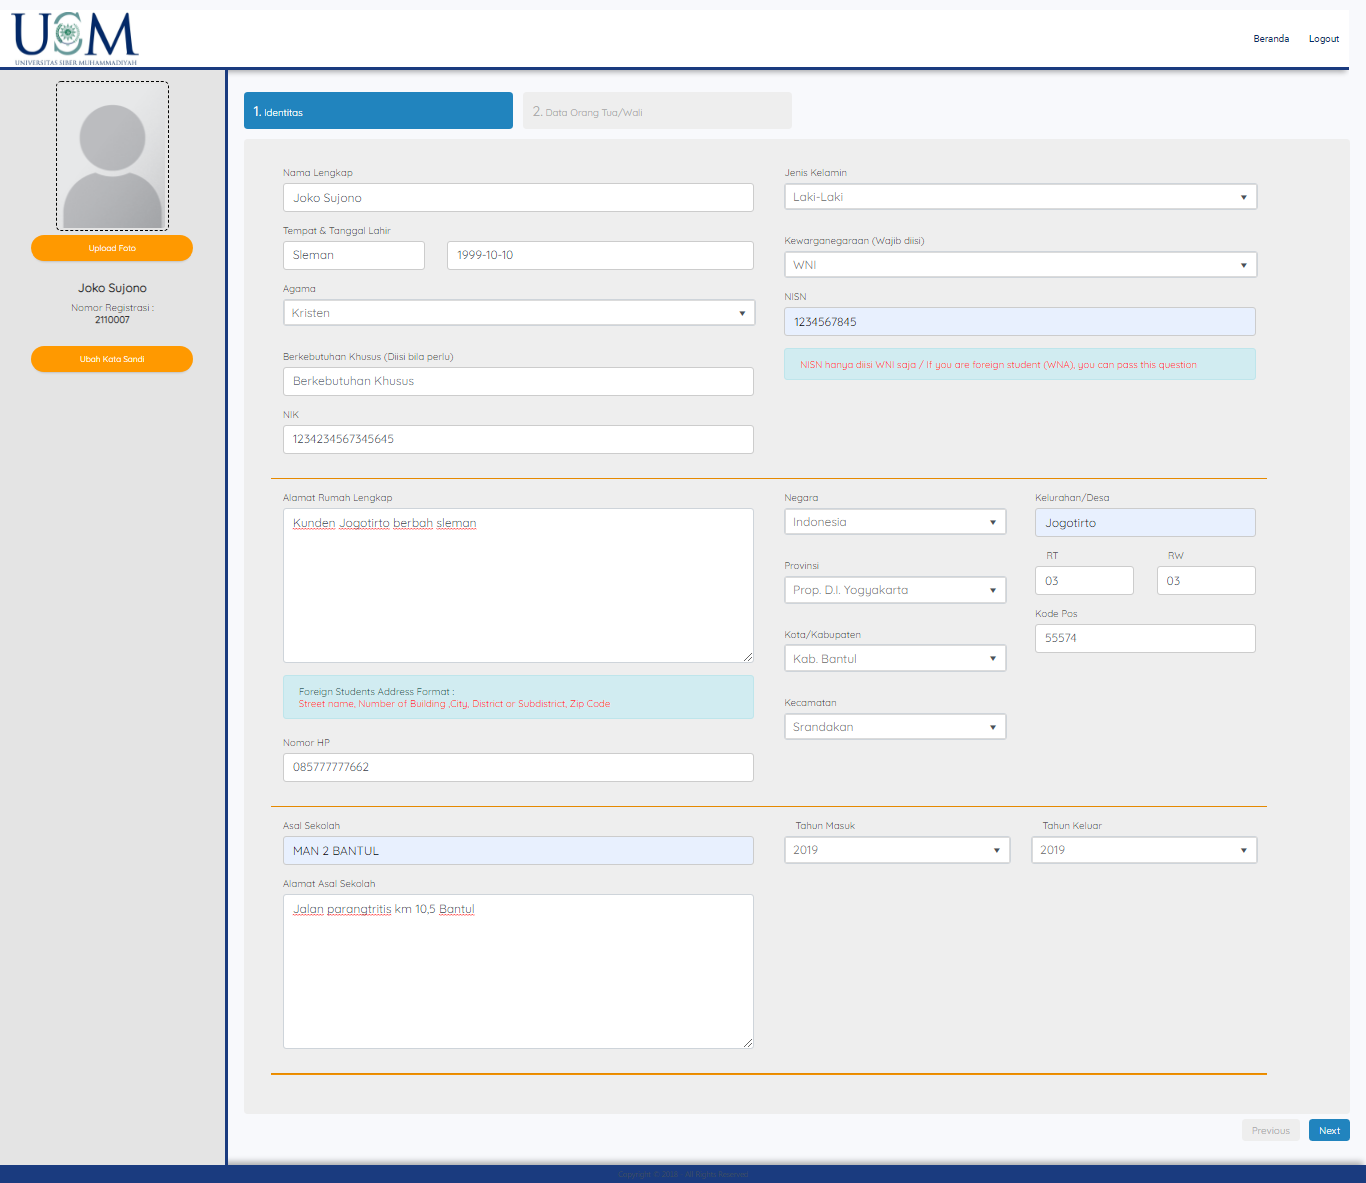 USM
UNIVERSITAS SIBER MUHAMMADIYAH
Beranda
Logout
Upload Foto
Joko Sujono
Nomor Registrasi :
2110007
Ubah Kata Sandi
1. Identitas
2. Data Orang Tua/Wali
Nama Lengkap
Joko Sujono
Tempat & Tanggal Lahir
Sleman
1999-10-10
Agama
Kristen
Berkebutuhan Khusus (Diisi bila perlu)
Berkebutuhan Khusus
NIK
1234234567345645
Jenis Kelamin
Laki-Laki
Kewarganegaraan (Wajib diisi)
WNI
NISN
1234567845
NISN hanya diisi WNI saja / If you are foreign student (WNA), you can pass this question
Alamat Rumah Lengkap
Kunden Jogotirto berbah sleman
Foreign Students Address Format :
Street name, Number of Building ,City, District or Subdistrict, Zip Code
Nomor HP
085777777662
Negara
Indonesia
Provinsi
Prop. D.I. Yogyakarta
Kota/Kabupaten
Kab. Bantul
Kecamatan
Srandakan
Kelurahan/Desa
Jogotirto
RT
RW
03
03
Kode Pos
55574
Asal Sekolah
MAN 2 BANTUL
Alamat Asal Sekolah
Jalan parangtritis km 10,5 Bantul
Tahun Masuk
2019
Tahun Keluar
2019
Previous
Next
All Rights Reserved